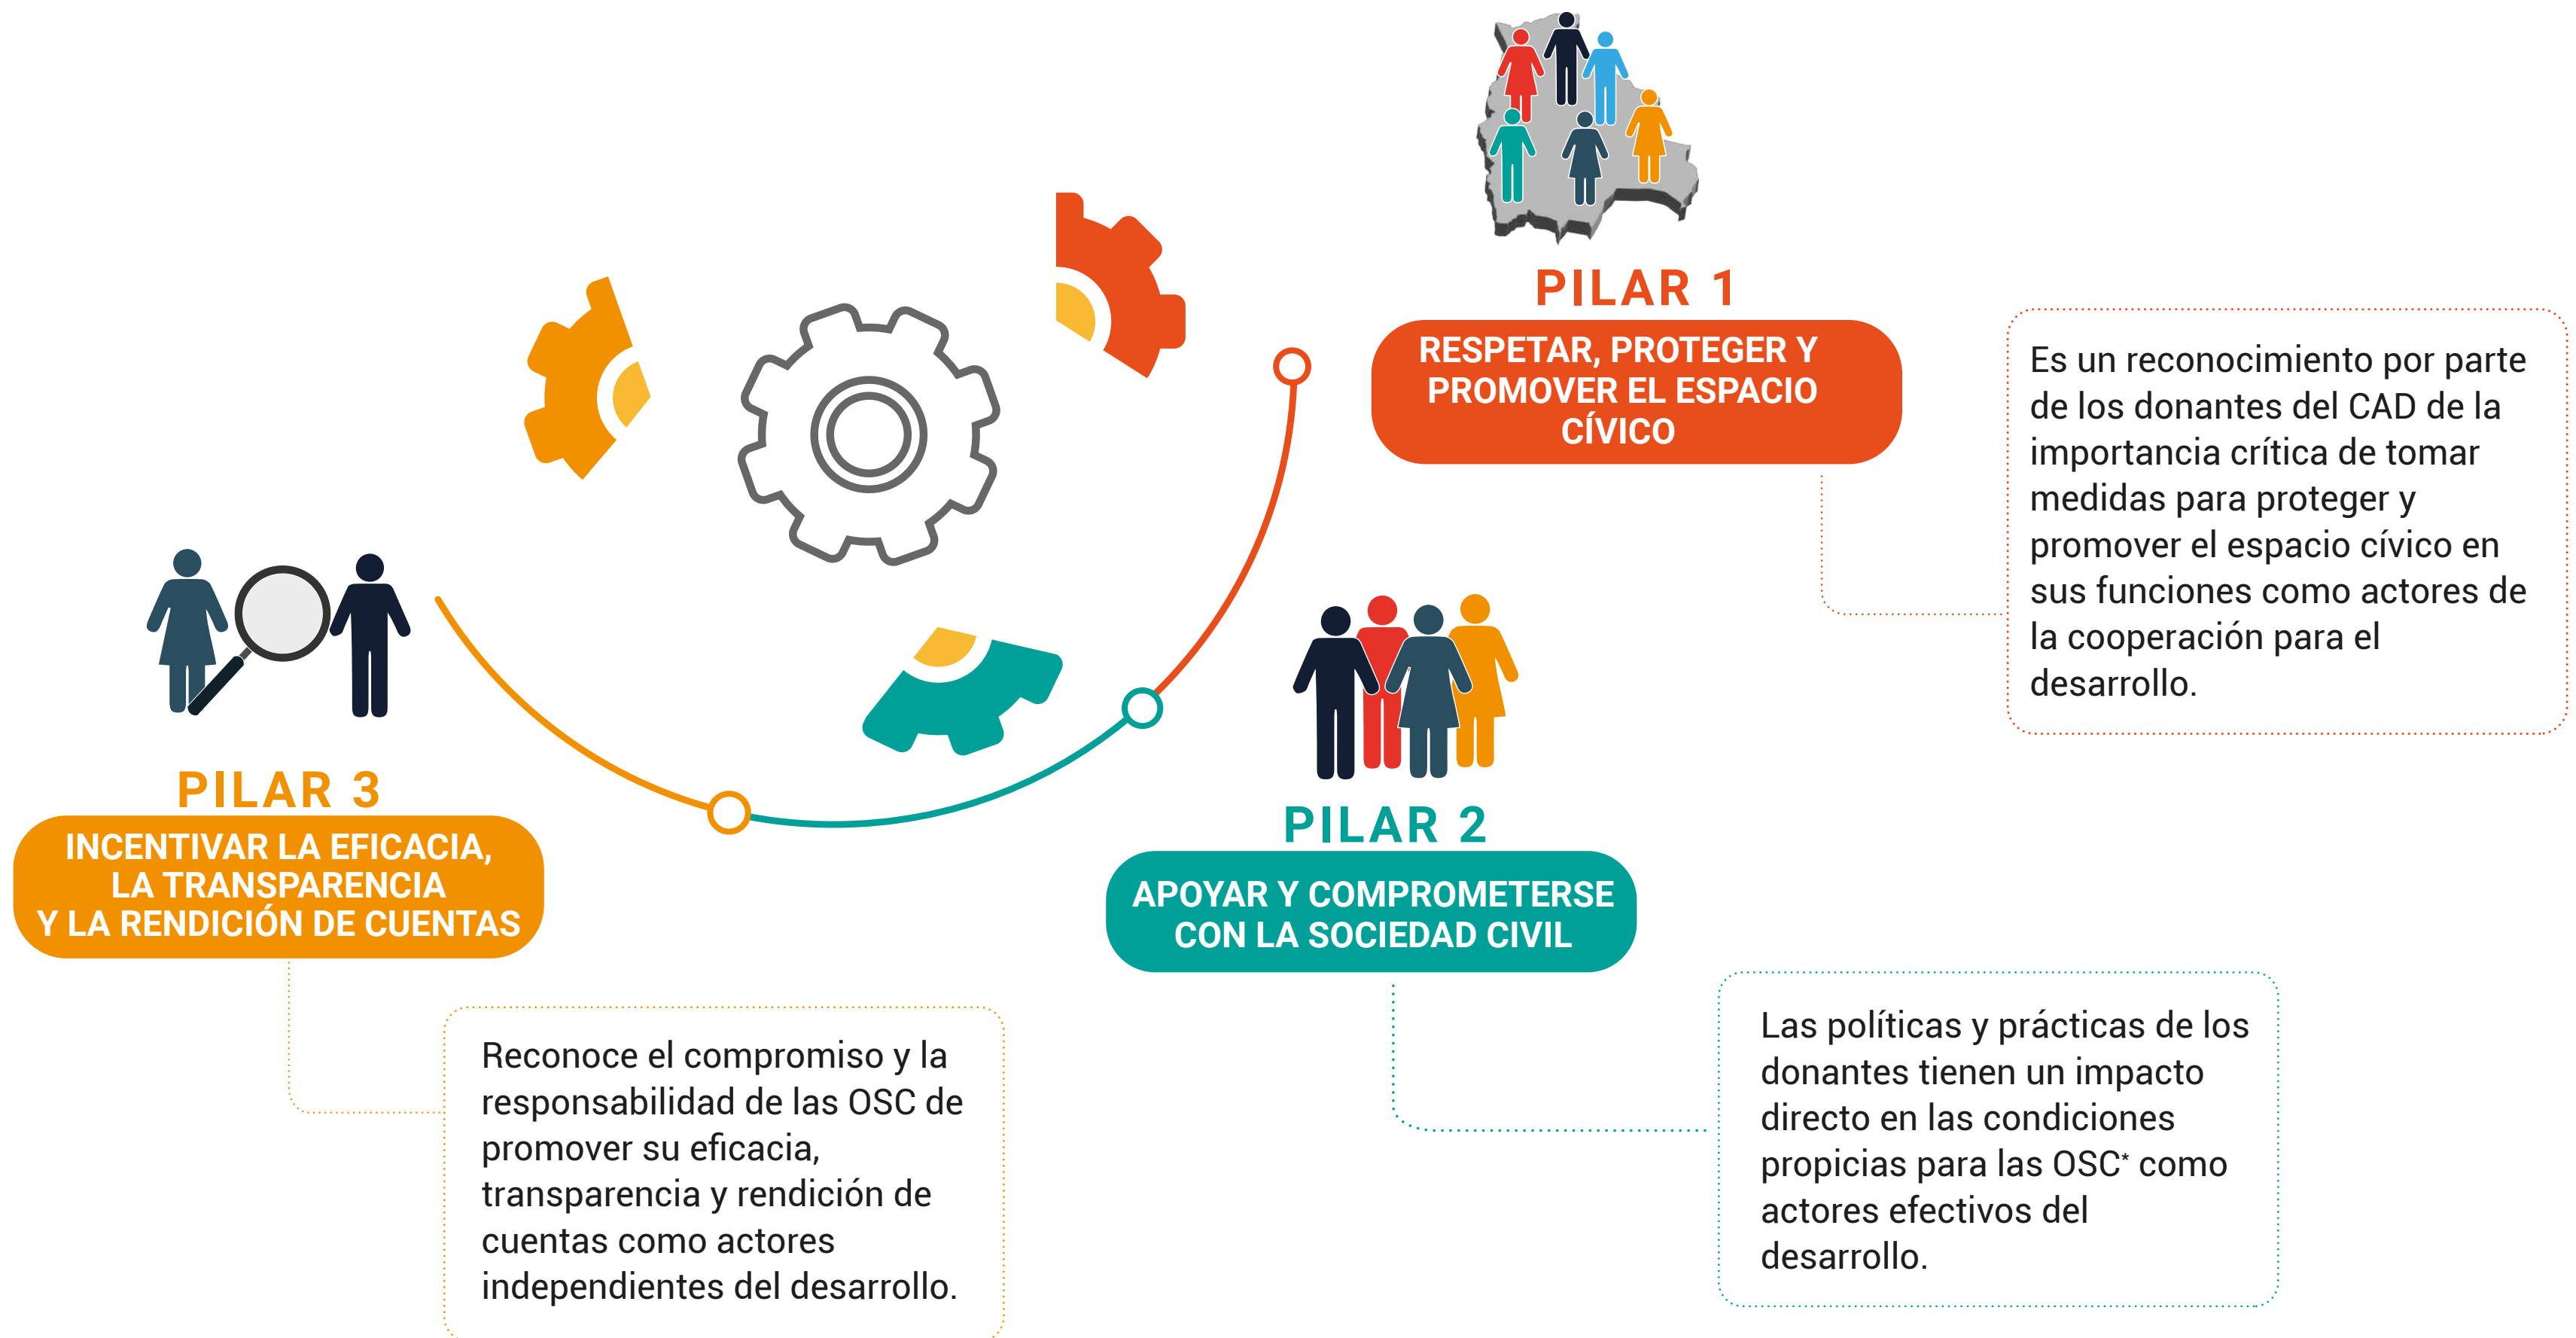 PILAR 1
RESPETAR, PROTEGER Y
PROMOVER EL ESPACIO
CÍVICO
Es un reconocimiento por parte
de los donantes del CAD de la
importancia crítica de tomar
medidas para proteger y
promover el espacio cívico en
sus funciones como actores de
la cooperación para el
desarrollo.
PILAR 2
APOYAR Y COMPROMETERSE
CON LA SOCIEDAD CIVIL
Las políticas y prácticas de los
donantes tienen un impacto
directo en las condiciones
propicias para las OSC* como
actores efectivos del
desarrollo.
PILAR 3
INCENTIVAR LA EFICACIA,
LA TRANSPARENCIA
Y LA RENDICIÓN DE CUENTAS
Reconoce el compromiso y la
responsabilidad de las OSC de
promover su eficacia,
transparencia y rendición de
cuentas como actores
independientes del desarrollo.